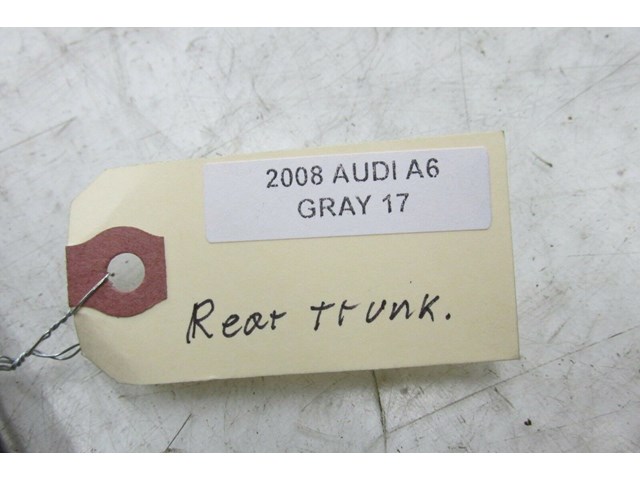 2008 AUDI A6
GRAY 17
Rear trunk.